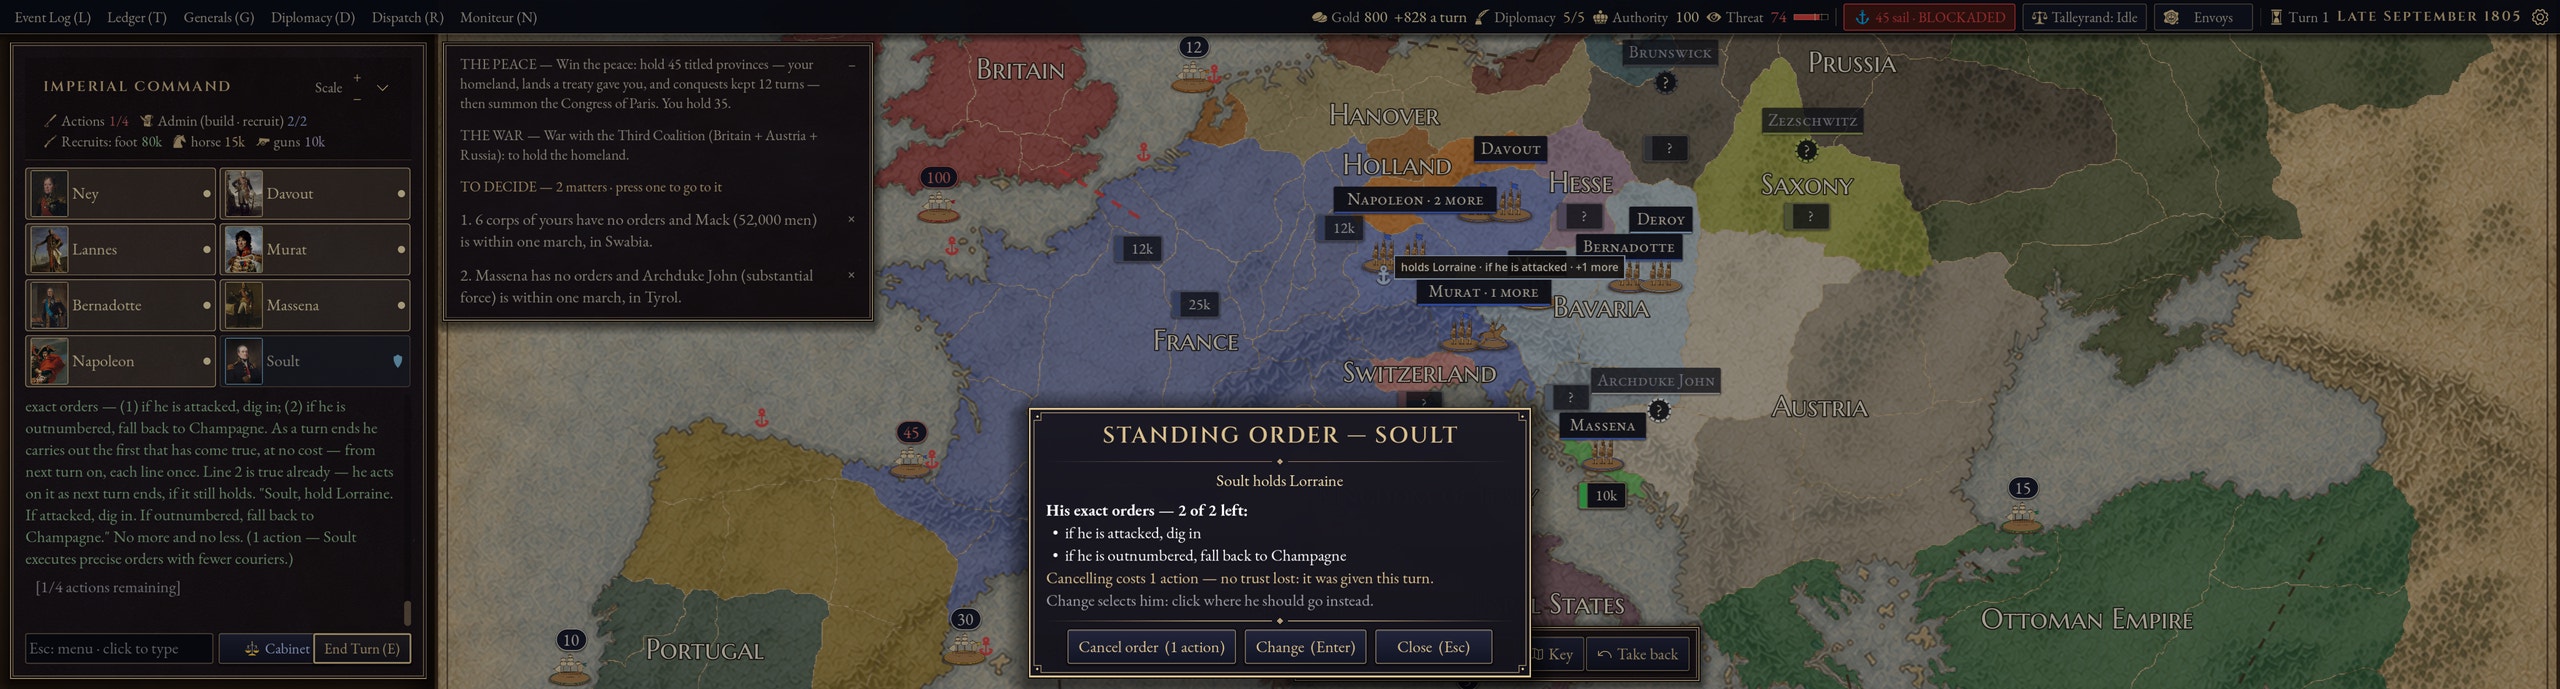 Event Log (L) Ledger (T) Generals (G) Diplomacy (D) Dispatch (R) Moniteur (N)
Gold 800 +828 a turn Diplomacy 5/5 Authority 100 Threat 74 45 sail · BLOCKADED Talleyrand: Idle Envoys Turn 1 LATE SEPTEMBER 1805
IMPERIAL COMMAND Scale + −
Actions 1/4 Admin (build · recruit) 2/2
Recruits: foot 80k horse 15k guns 10k
Ney Davout
Lannes Murat
Bernadotte Massena
Napoleon Soult
exact orders — (1) if he is attacked, dig in; (2) if he is
outnumbered, fall back to Champagne. As a turn ends he
carries out the first that has come true, at no cost — from
next turn on, each line once. Line 2 is true already — he acts
on it as next turn ends, if it still holds. "Soult, hold Lorraine.
If attacked, dig in. If outnumbered, fall back to
Champagne." No more and no less. (1 action — Soult
executes precise orders with fewer couriers.)
[1/4 actions remaining]
Esc: menu · click to type Cabinet End Turn (E)
THE PEACE — Win the peace: hold 45 titled provinces — your
homeland, lands a treaty gave you, and conquests kept 12 turns —
then summon the Congress of Paris. You hold 35.
THE WAR — War with the Third Coalition (Britain + Austria +
Russia): to hold the homeland.
TO DECIDE — 2 matters · press one to go to it
1. 6 corps of yours have no orders and Mack (52,000 men)
is within one march, in Swabia.
2. Massena has no orders and Archduke John (substantial
force) is within one march, in Tyrol.
BRITAIN
12
100
HANOVER
HOLLAND
BRUNSWICK
?
PRUSSIA
ZEZSCHWITZ
?
DAVOUT
?
HESSE
SAXONY
NAPOLEON · 2 MORE
?
?
DEROY
12k
12k
BERNADOTTE
holds Lorraine · if he is attacked · +1 more
MURAT · 1 MORE
BAVARIA
25k
FRANCE
SWITZERLAND
?
?
ARCHDUKE JOHN
?
AUSTRIA
MASSENA
10k
45
15
30
10
PORTUGAL
STATES
OTTOMAN EMPIRE
STANDING ORDER — SOULT
Soult holds Lorraine
His exact orders — 2 of 2 left:
• if he is attacked, dig in
• if he is outnumbered, fall back to Champagne
Cancelling costs 1 action — no trust lost: it was given this turn.
Change selects him: click where he should go instead.
Cancel order (1 action) Change (Enter) Close (Esc)
Key Take back